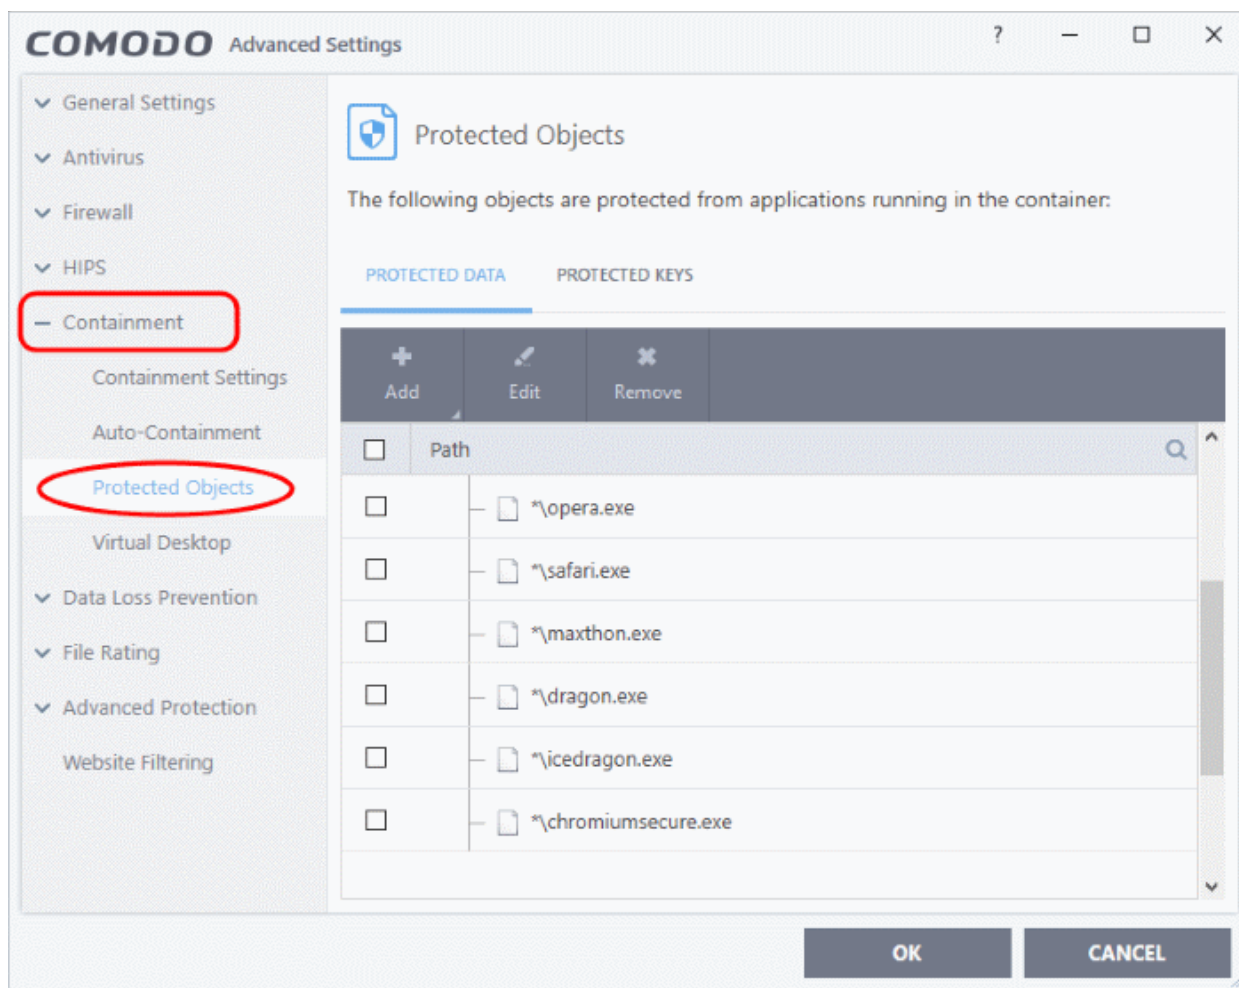 COMODO Advanced Settings
?
General Settings
Antivirus
Firewall
HIPS
Containment
Containment Settings
Auto-Containment
Protected Objects
Virtual Desktop
Data Loss Prevention
File Rating
Advanced Protection
Website Filtering
Protected Objects
The following objects are protected from applications running in the container:
PROTECTED DATA PROTECTED KEYS
Add Edit Remove
Path
*\opera.exe
*\safari.exe
*\maxthon.exe
*\dragon.exe
*\icedragon.exe
*\chromiumsecure.exe
OK CANCEL